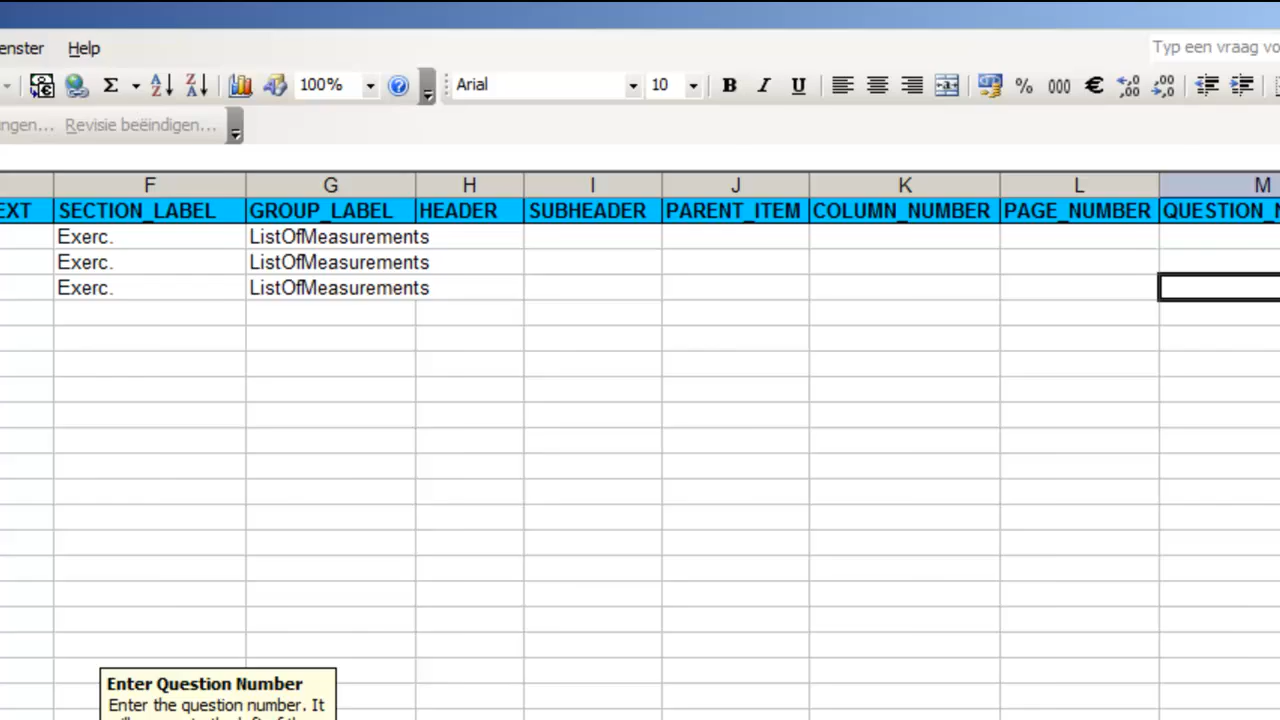 enster Help Typ een vraag vo
Σ 100% Arial 10 B I U % 000 €
ngen... Revisie beëindigen...
F G H I J K L M
EXT SECTION_LABEL GROUP_LABEL HEADER SUBHEADER PARENT_ITEM COLUMN_NUMBER PAGE_NUMBER QUESTION_N
Exerc. ListOfMeasurements
Exerc. ListOfMeasurements
Exerc. ListOfMeasurements
Enter Question Number
Enter the question number. It